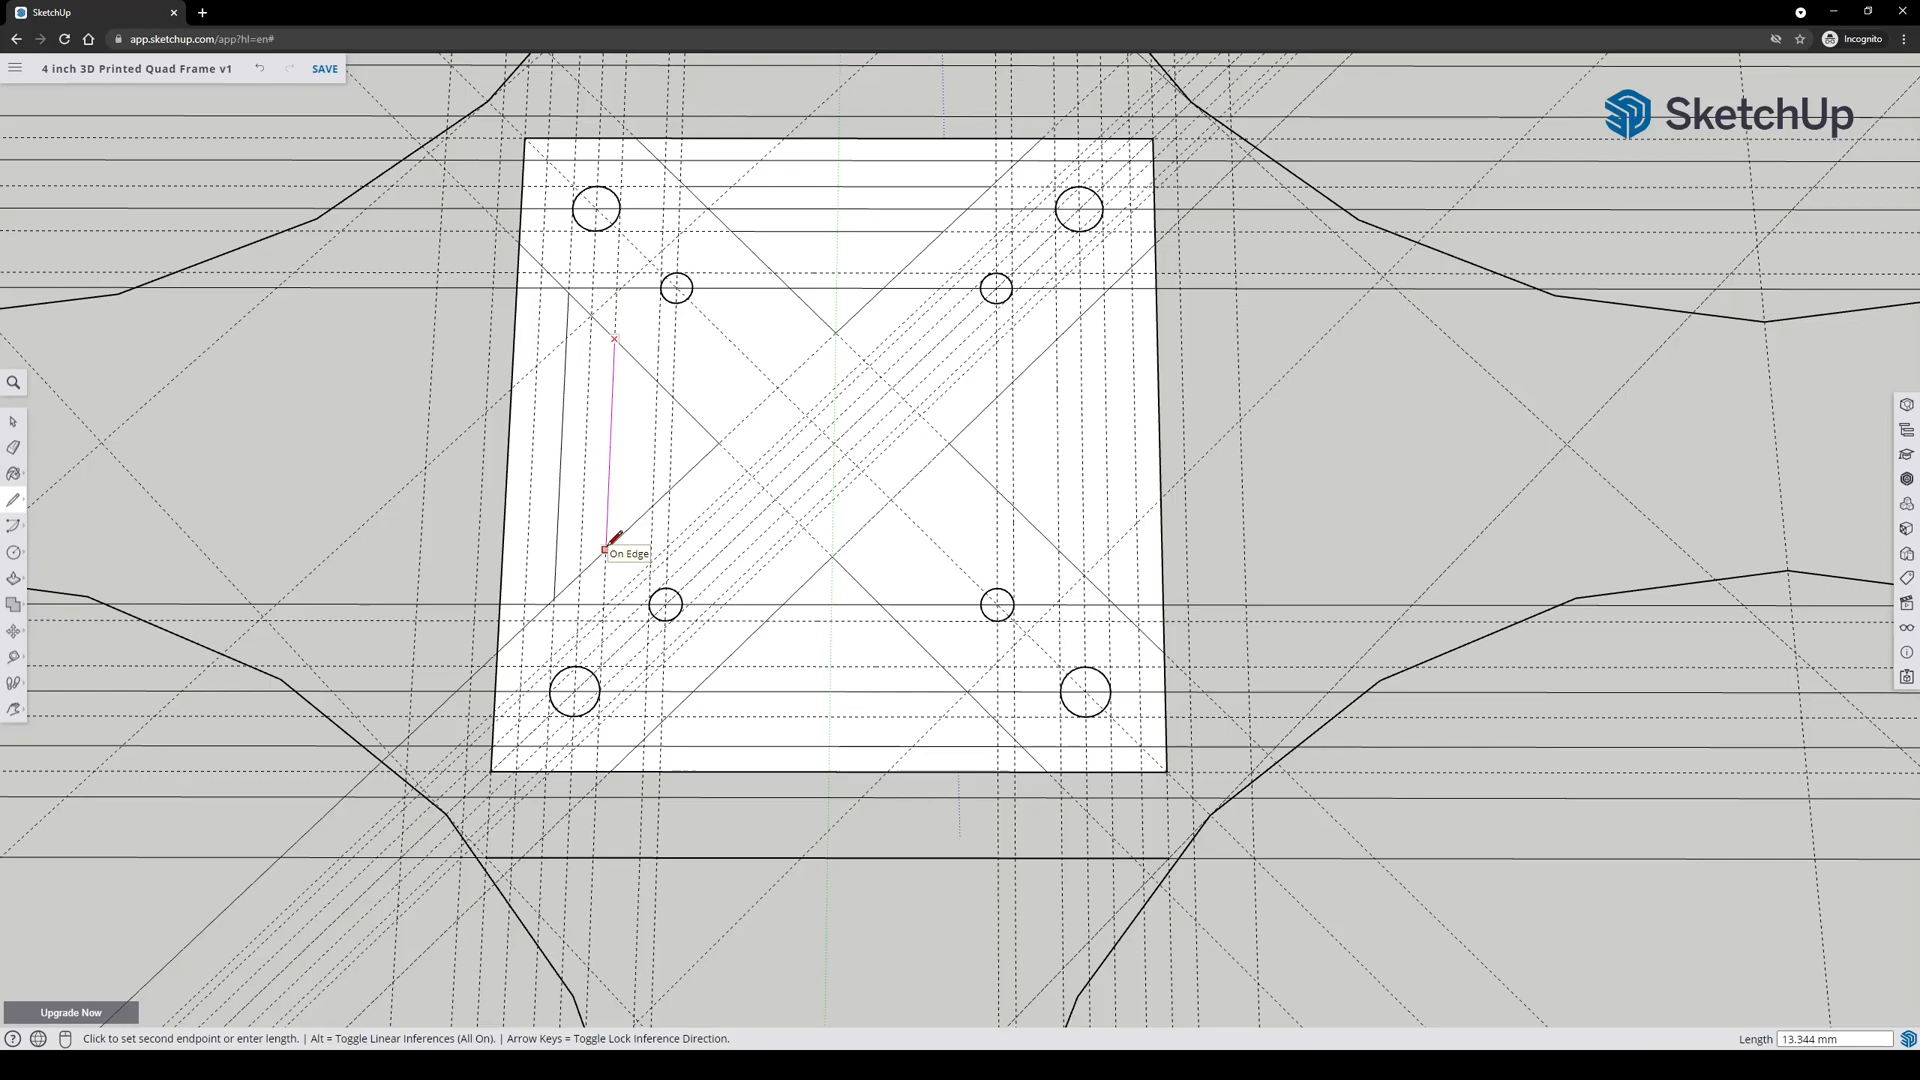 SketchUp
app.sketchup.com/app?hl=en#
Incognito
4 inch 3D Printed Quad Frame v1
SAVE
SketchUp
On Edge
Upgrade Now
Click to set second endpoint or enter length. | Alt = Toggle Linear Inferences (All On). | Arrow Keys = Toggle Lock Inference Direction.
Length 13.344 mm